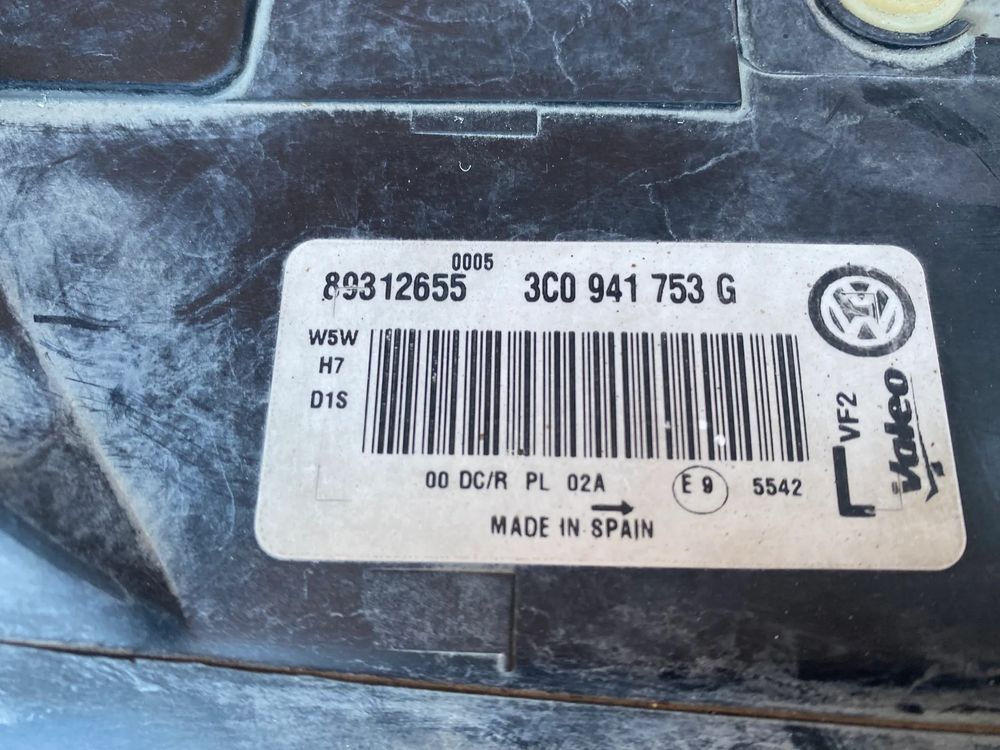 0005
89312655 3C0 941 753 G
W5W
H7
D1S
00 DC/R PL 02A E 9 5542
MADE IN SPAIN
VF2
Valeo